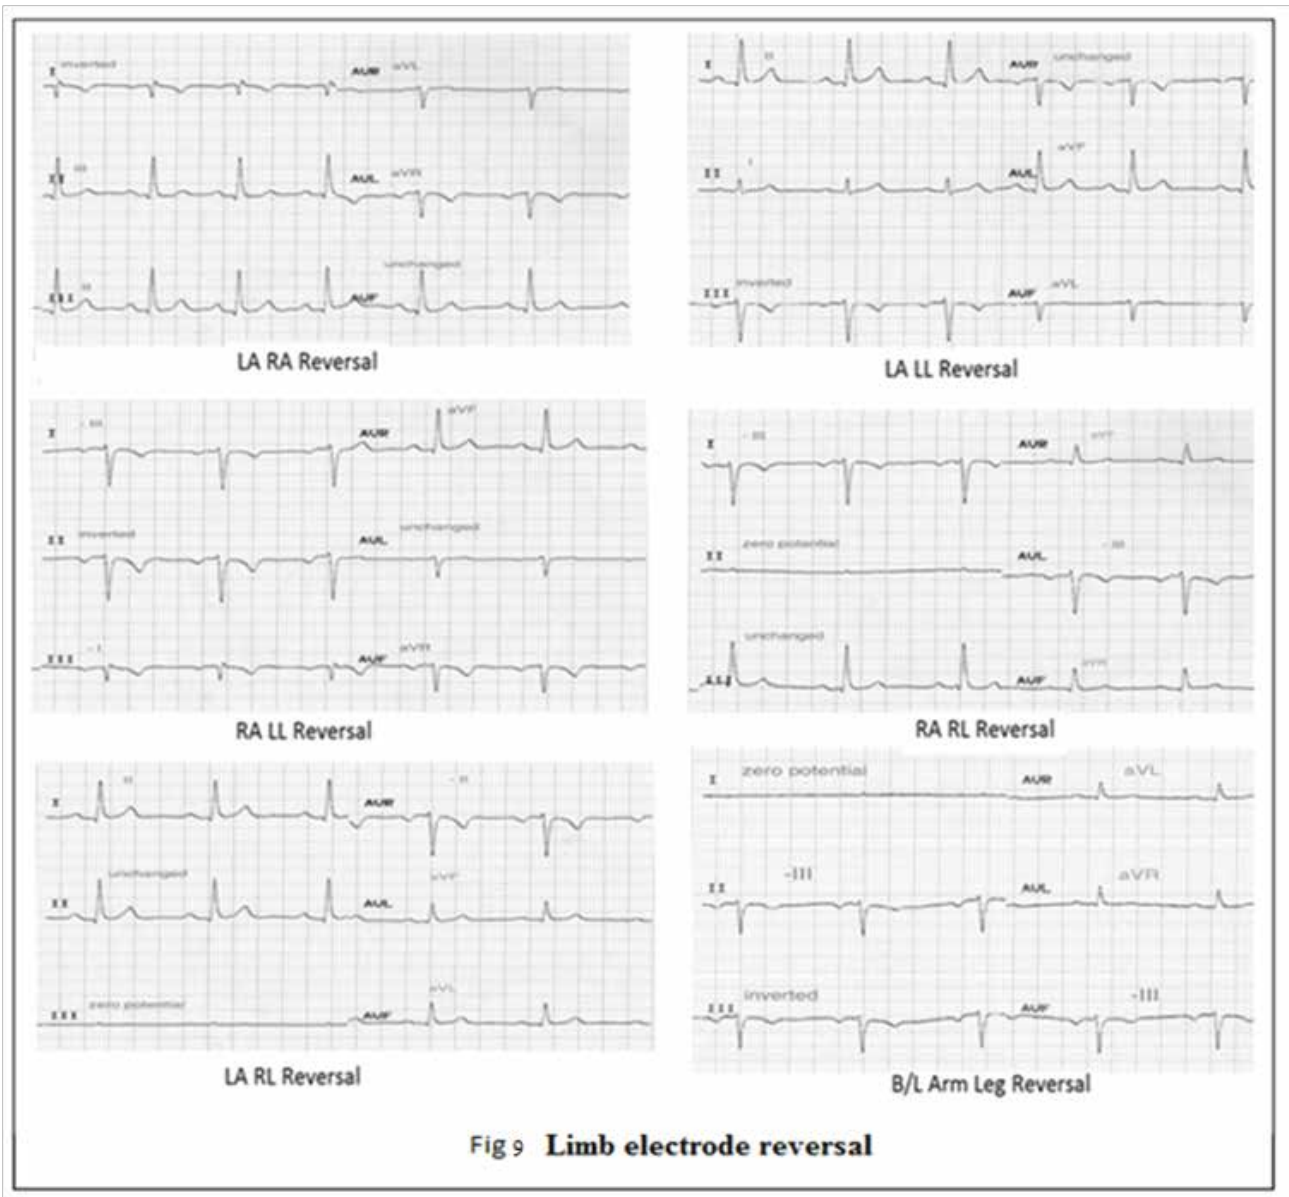 I inverted AUR aVL
II III AUL aVR
III II AUF unchanged
LA RA Reversal
I II AUR unchanged
II I AUL aVF
III inverted AUF aVL
LA LL Reversal
I - III AUR aVF
II inverted AUL unchanged
III - I AUF aVR
RA LL Reversal
I - III AUR aVF
II zero potential AUL - III
III unchanged AUF aVR
RA RL Reversal
I II AUR - II
II unchanged AUL aVF
III zero potential AUF aVL
LA RL Reversal
I zero potential AUR aVL
II -III AUL aVR
III inverted AUF -III
B/L Arm Leg Reversal
Fig 9 Limb electrode reversal